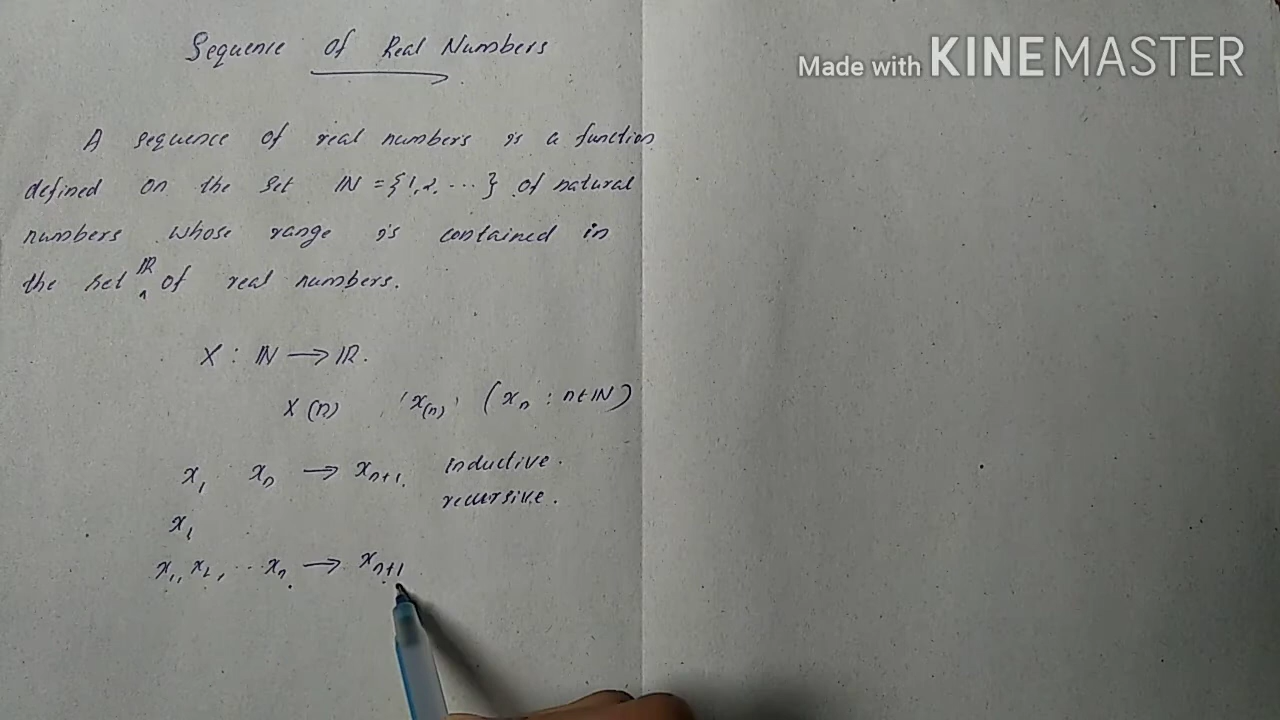 Sequence of Real Numbers
Made with KINEMASTER
A sequence of real numbers is a function
defined on the set ℕ = {1, 2, ...} of natural
numbers whose range is contained in
the set ℝ of real numbers.
X : ℕ → ℝ.
X(n) 'x(n)' (xₙ : n ∈ ℕ)
x₁ xₙ → xₙ₊₁. inductive.
recursive.
x₁
x₁, x₂, ... xₙ → xₙ₊₁